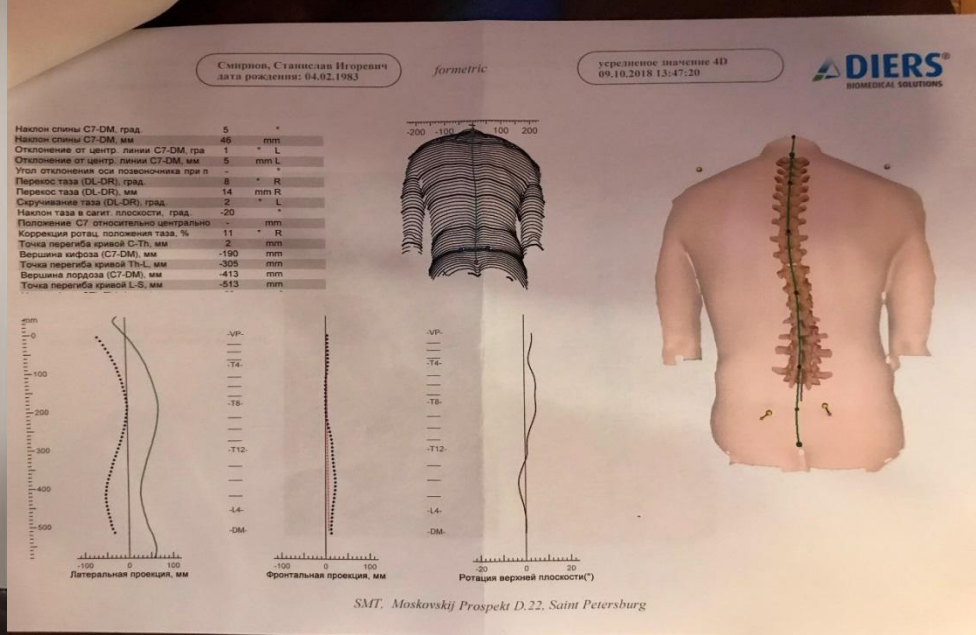 Смирнов, Станислав Игоревич
дата рождения: 04.02.1983
formetric
усредненое значение 4D
09.10.2018 13:47:20
DIERS®
BIOMEDICAL SOLUTIONS
Наклон спины C7-DM, град. 5 °
Наклон спины C7-DM, мм 46 mm
Отклонение от центр. линии C7-DM, гра 1 ° L
Отклонение от центр. линии C7-DM, мм 5 mm L
Угол отклонения оси позвоночника при п - °
Перекос таза (DL-DR), град. 8 ° R
Перекос таза (DL-DR), мм 14 mm R
Скручивание таза (DL-DR), град. 2 ° L
Наклон таза в сагит. плоскости, град. -20 °
Положение C7 относительно центрально - mm
Коррекция ротац. положения таза, % 11 ° R
Точка перегиба кривой C-Th, мм 2 mm
Вершина кифоза (C7-DM), мм -190 mm
Точка перегиба кривой Th-L, мм -305 mm
Вершина лордоза (C7-DM), мм -413 mm
Точка перегиба кривой L-S, мм -513 mm
-200 -100 100 200
mm
0
100
200
300
400
500
-VP-
-T4-
-T8-
-T12-
-L4-
-DM-
-100 0 100
Латеральная проекция, мм
-100 0 100
Фронтальная проекция, мм
-VP-
-T4-
-T8-
-T12-
-L4-
-DM-
-20 0 20
Ротация верхней плоскости(°)
SMT, Moskovskij Prospekt D.22, Saint Petersburg